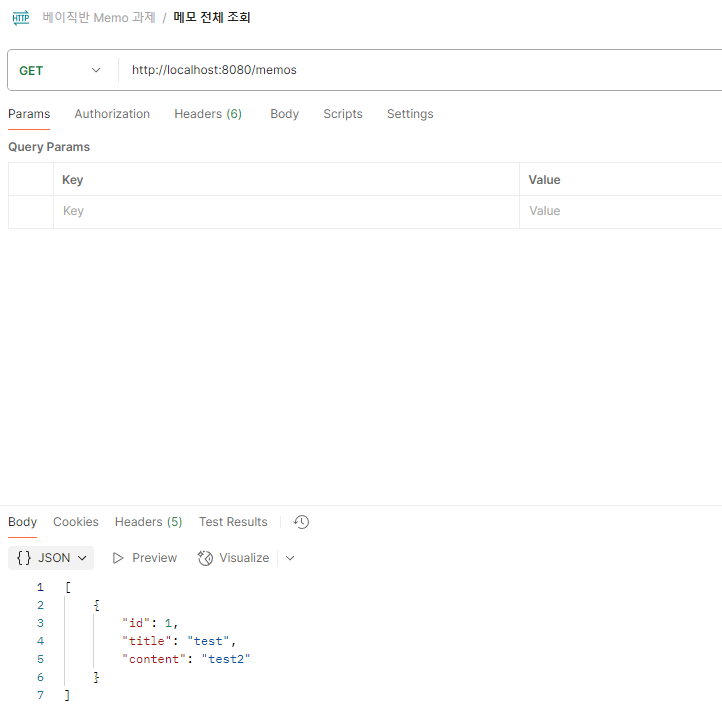 HTTP 베이직반 Memo 과제 / 메모 전체 조회
GET http://localhost:8080/memos
Params Authorization Headers (6) Body Scripts Settings
Query Params
Key Value
Key Value
Body Cookies Headers (5) Test Results
{} JSON Preview Visualize
1 [
2 {
3 "id": 1,
4 "title": "test",
5 "content": "test2"
6 }
7 ]